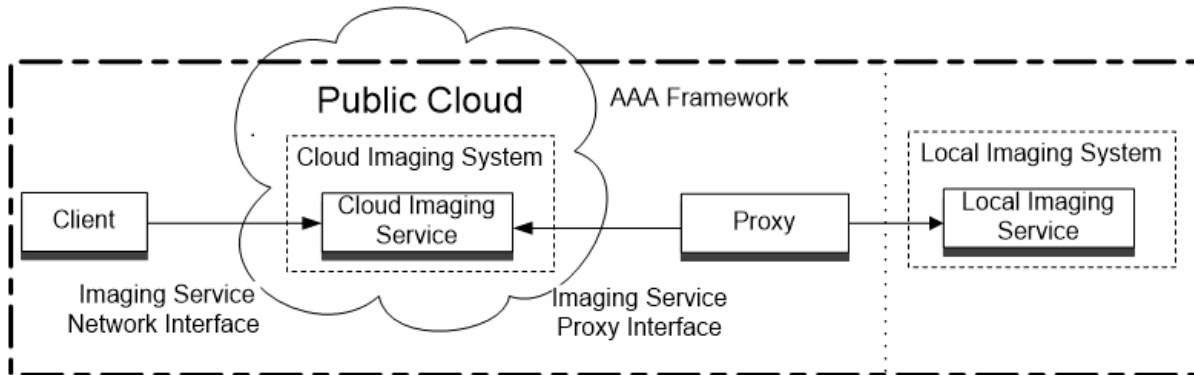 Public Cloud
AAA Framework
Cloud Imaging System
Local Imaging System
Client
Cloud Imaging
Service
Proxy
Local Imaging
Service
Imaging Service
Network Interface
Imaging Service
Proxy Interface